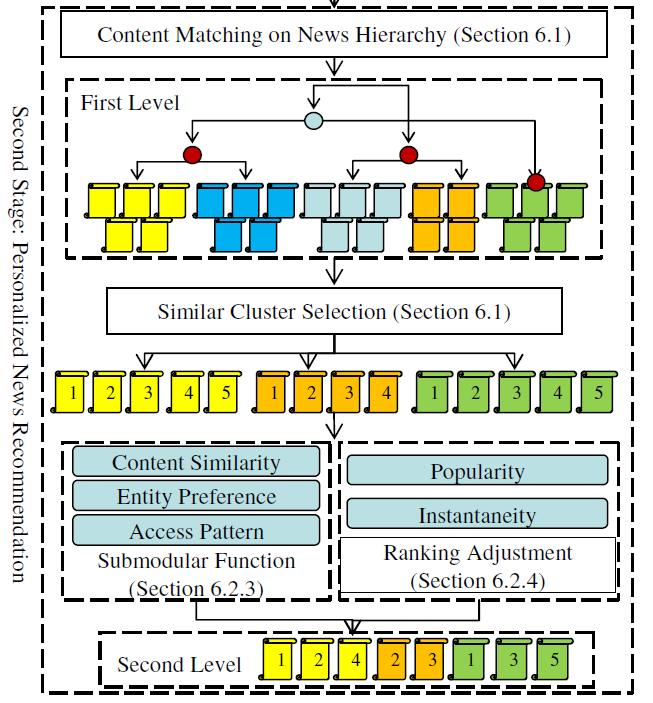 Content Matching on News Hierarchy (Section 6.1)
First Level
Second Stage: Personalized News Recommendation
Similar Cluster Selection (Section 6.1)
1 2 3 4 5 1 2 3 4 1 2 3 4 5
Content Similarity
Entity Preference
Access Pattern
Submodular Function
(Section 6.2.3)
Popularity
Instantaneity
Ranking Adjustment
(Section 6.2.4)
Second Level 1 2 4 2 3 1 3 5